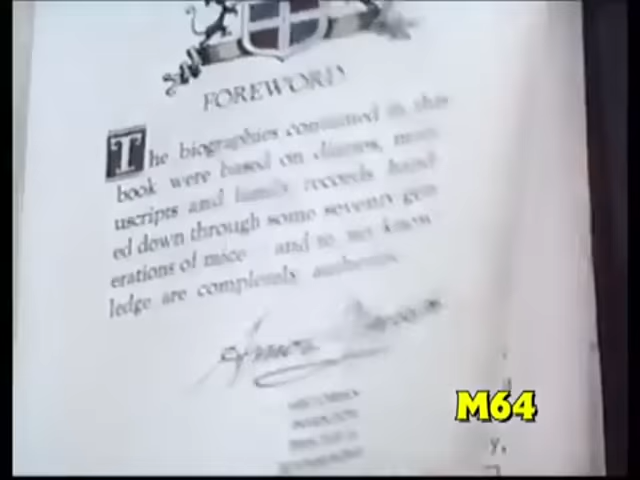 FOREWORD
The biographies contained in this
book were based on diaries, man
uscripts and family records hand
ed down through some seventy gen
erations of mice and to my know
ledge are completely authentic
M64
y,